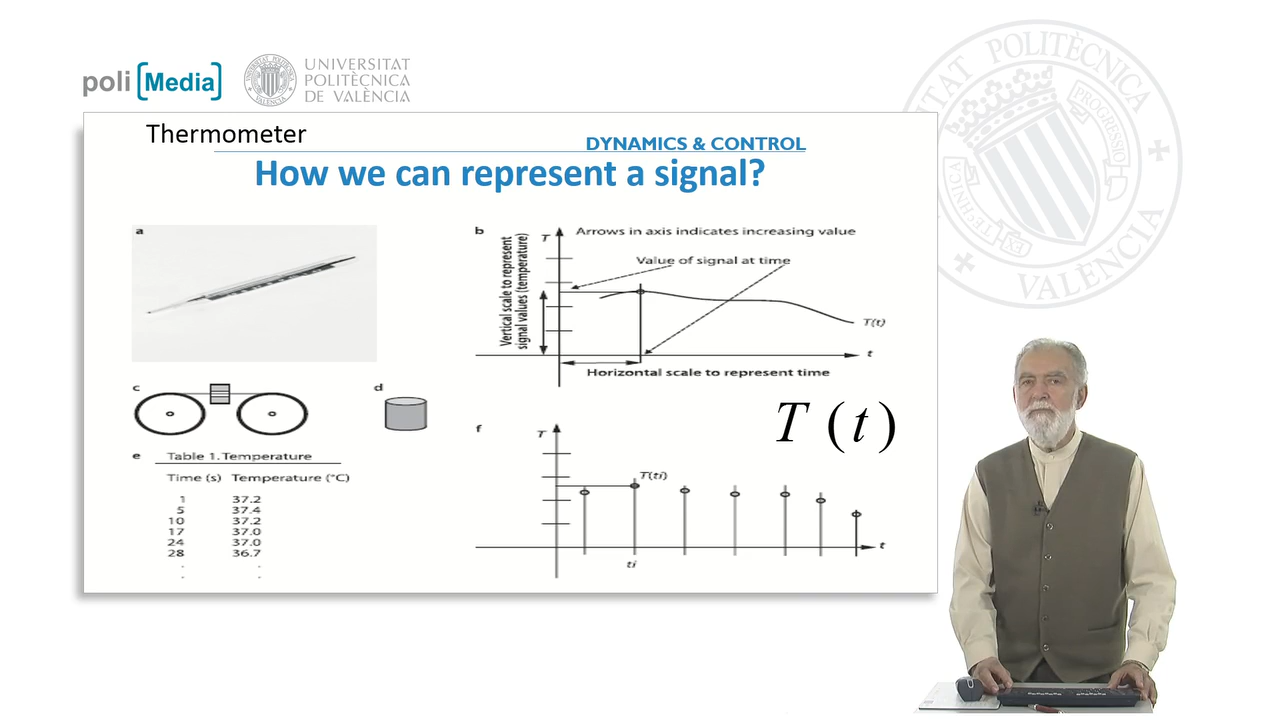 poli [Media]
UNIVERSITAT
POLITÈCNICA
DE VALÈNCIA
Thermometer
DYNAMICS & CONTROL
How we can represent a signal?
a
b
T
Arrows in axis indicates increasing value
Value of signal at time
Vertical scale to represent
signal values (temperature)
T(t)
t
Horizontal scale to represent time
c
d
T (t)
e
Table 1. Temperature
Time (s) Temperature (°C)
1 37.2
5 37.4
10 37.2
17 37.0
24 37.0
28 36.7
. .
. .
f
T
T(ti)
t
ti
POLITÈCNICA
VALÈNCIA
PROGRESSIO